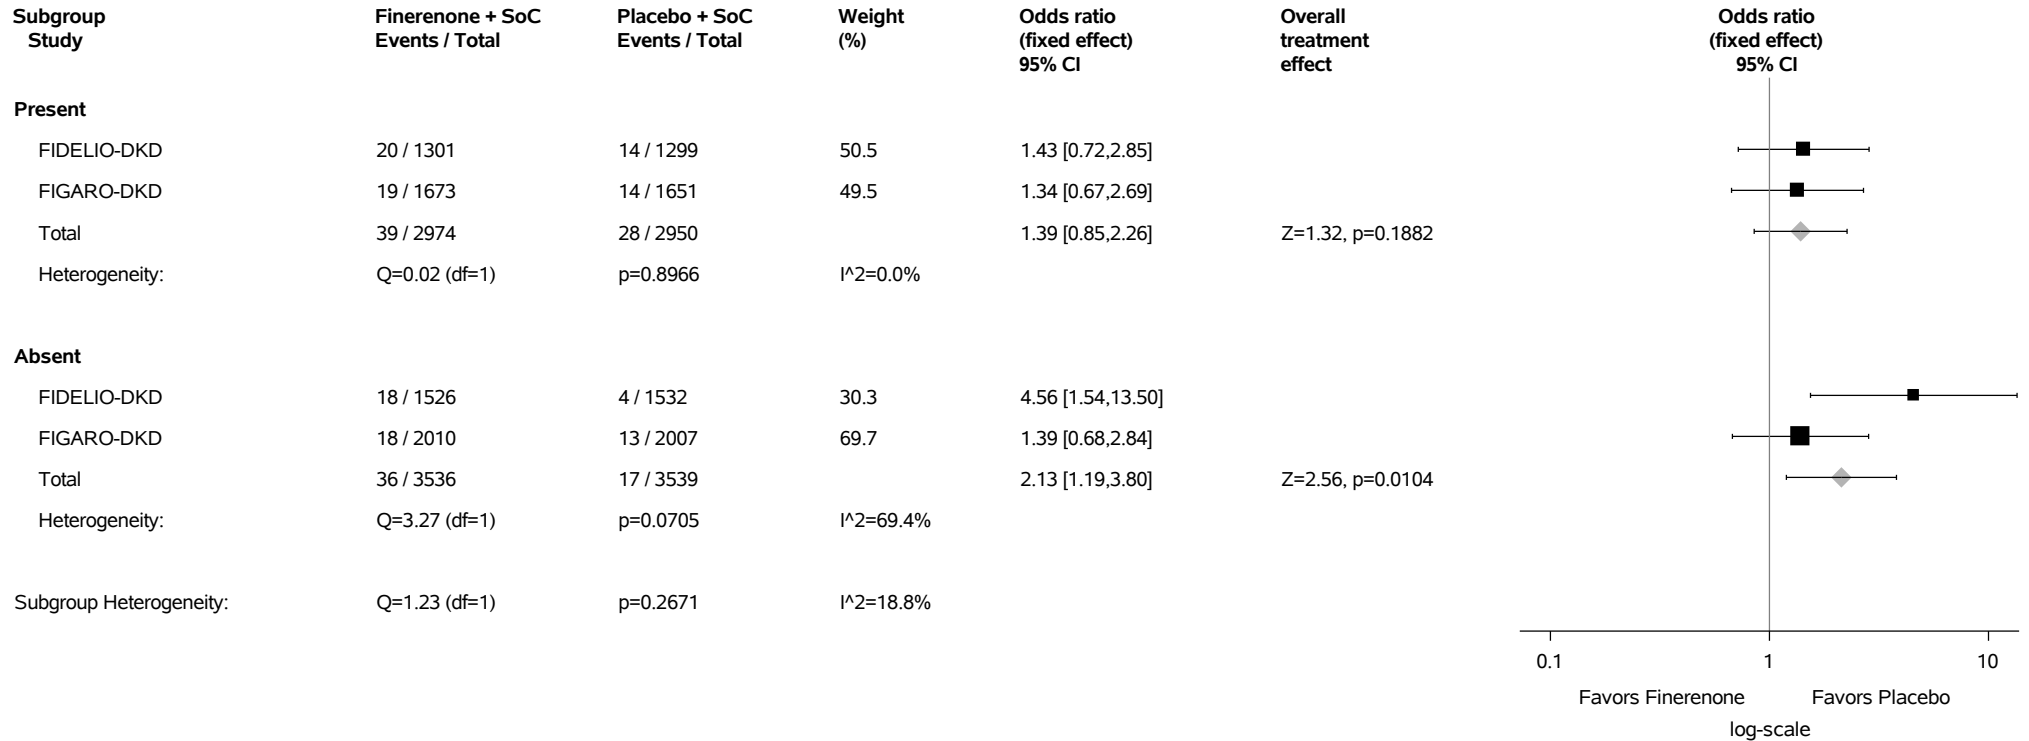 Subgroup Finerenone + SoC Placebo + SoC Weight Odds ratio Overall Odds ratio
Study Events / Total Events / Total (%) (fixed effect) treatment (fixed effect)
95% CI effect 95% CI
Present
FIDELIO-DKD 20 / 1301 14 / 1299 50.5 1.43 [0.72,2.85]
FIGARO-DKD 19 / 1673 14 / 1651 49.5 1.34 [0.67,2.69]
Total 39 / 2974 28 / 2950 1.39 [0.85,2.26] Z=1.32, p=0.1882
Heterogeneity: Q=0.02 (df=1) p=0.8966 I^2=0.0%
Absent
FIDELIO-DKD 18 / 1526 4 / 1532 30.3 4.56 [1.54,13.50]
FIGARO-DKD 18 / 2010 13 / 2007 69.7 1.39 [0.68,2.84]
Total 36 / 3536 17 / 3539 2.13 [1.19,3.80] Z=2.56, p=0.0104
Heterogeneity: Q=3.27 (df=1) p=0.0705 I^2=69.4%
Subgroup Heterogeneity: Q=1.23 (df=1) p=0.2671 I^2=18.8%
0.1 1 10
Favors Finerenone Favors Placebo
log-scale